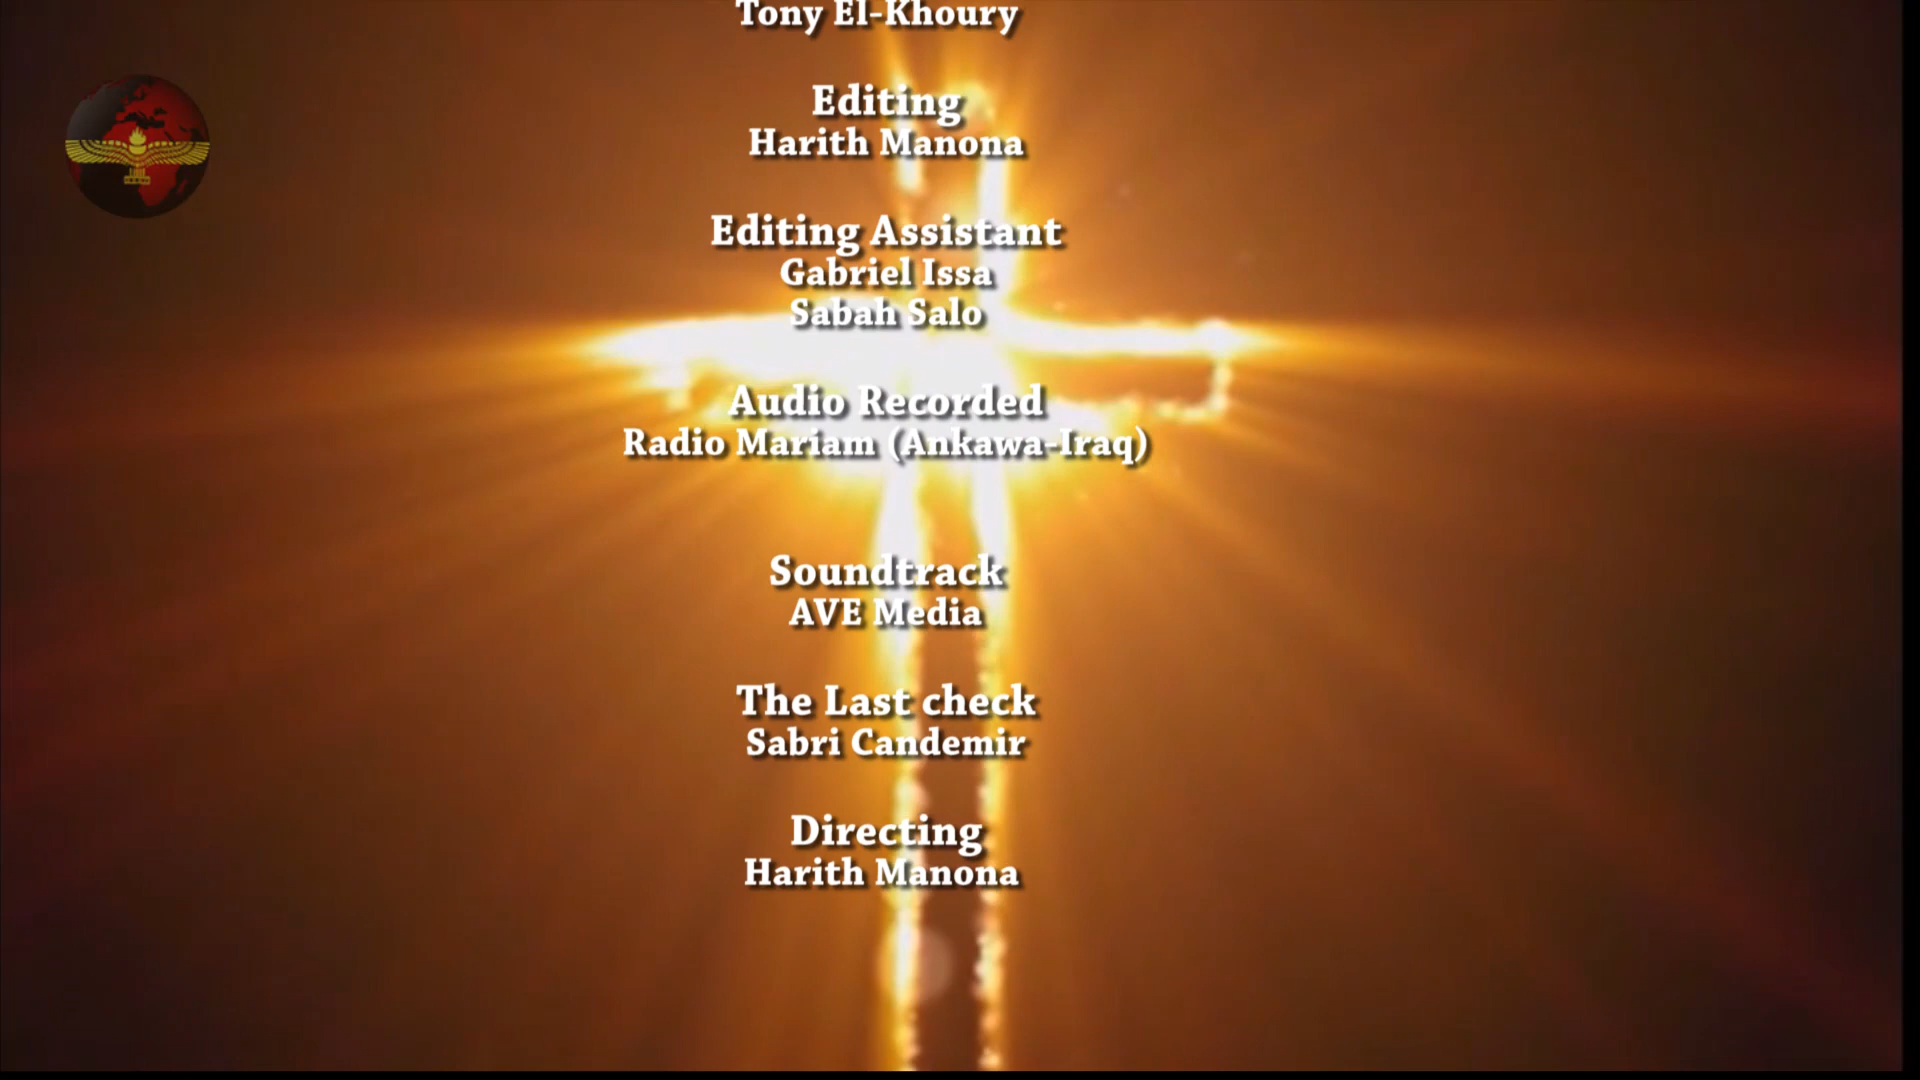 Tony El-Khoury
Editing
Harith Manona
Editing Assistant
Gabriel Issa
Sabah Salo
Audio Recorded
Radio Mariam (Ankawa-Iraq)
Soundtrack
AVE Media
The Last check
Sabri Candemir
Directing
Harith Manona